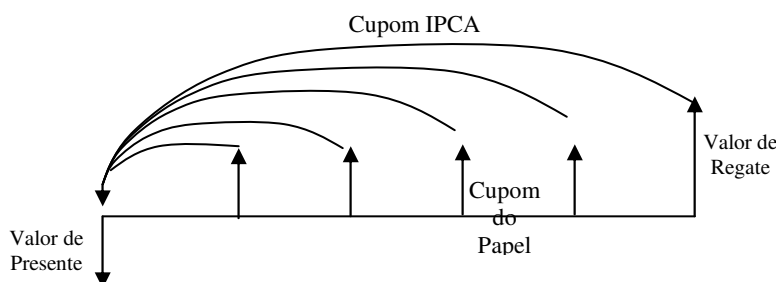 Cupom IPCA
Valor de
Regate
Cupom
do
Papel
Valor de
Presente